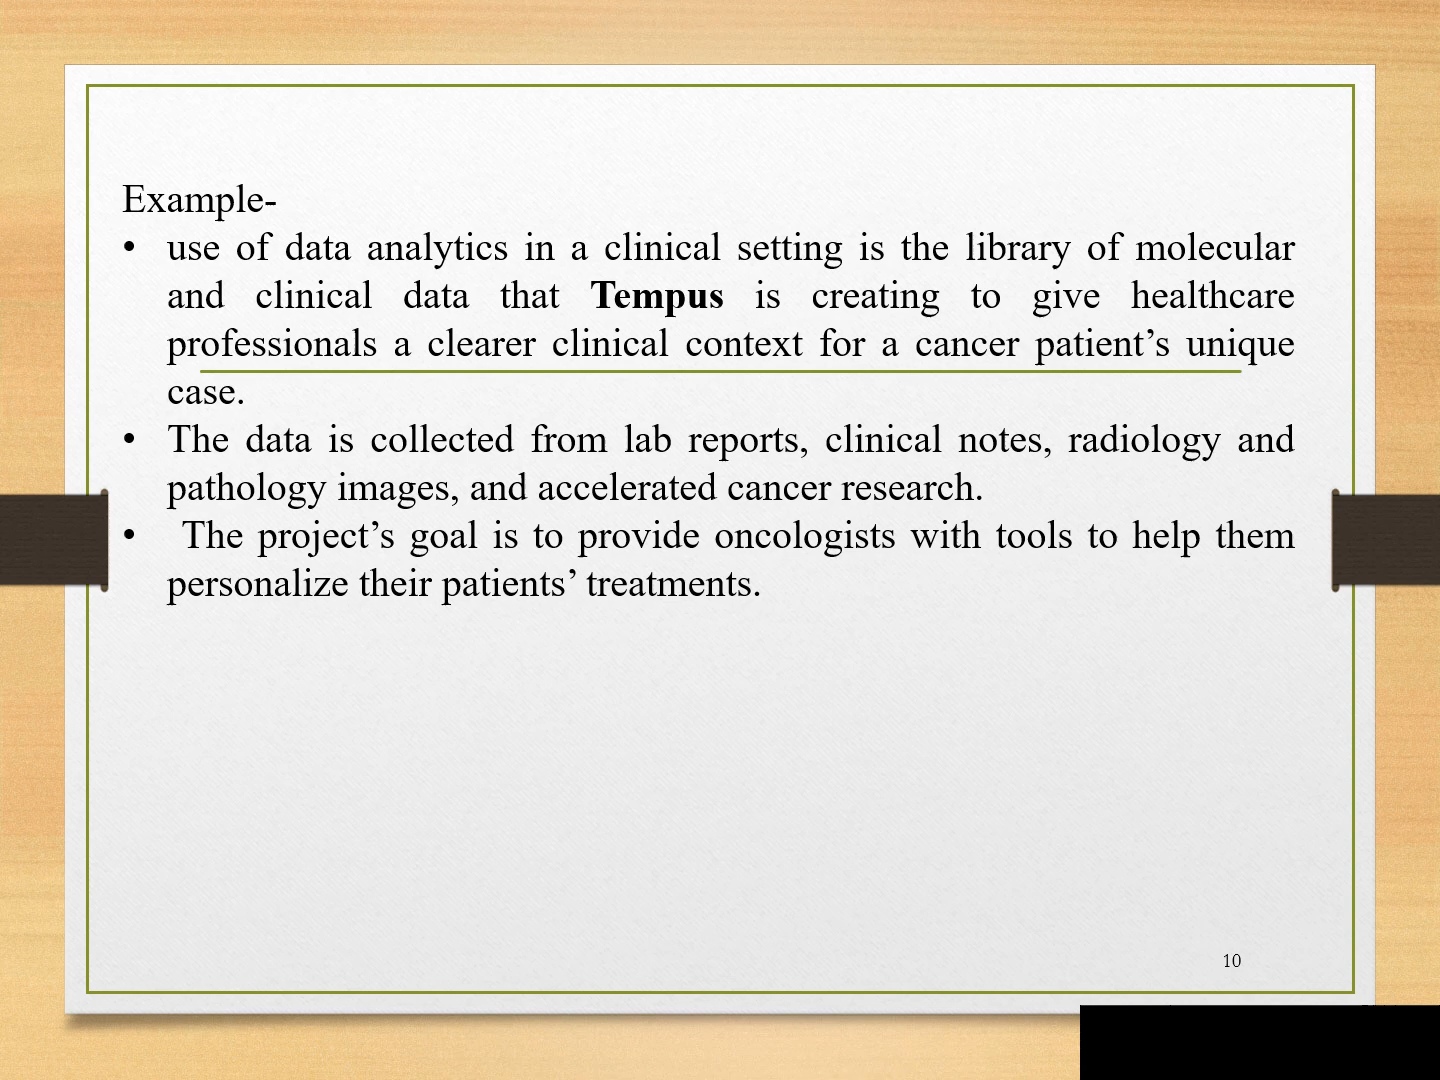 Example-
• use of data analytics in a clinical setting is the library of molecular
and clinical data that Tempus is creating to give healthcare
professionals a clearer clinical context for a cancer patient’s unique
case.
• The data is collected from lab reports, clinical notes, radiology and
pathology images, and accelerated cancer research.
• The project’s goal is to provide oncologists with tools to help them
personalize their patients’ treatments.
10